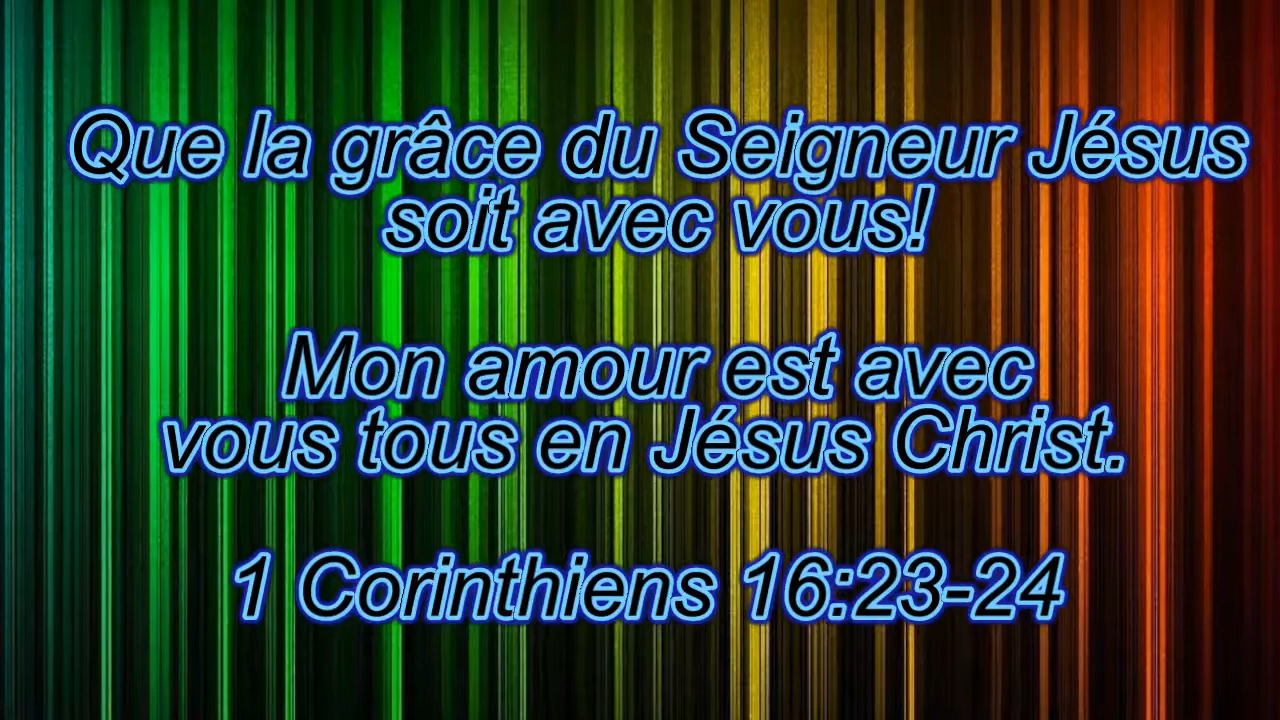 Que la grâce du Seigneur Jésus
soit avec vous!
Mon amour est avec
vous tous en Jésus Christ.
1 Corinthiens 16:23-24